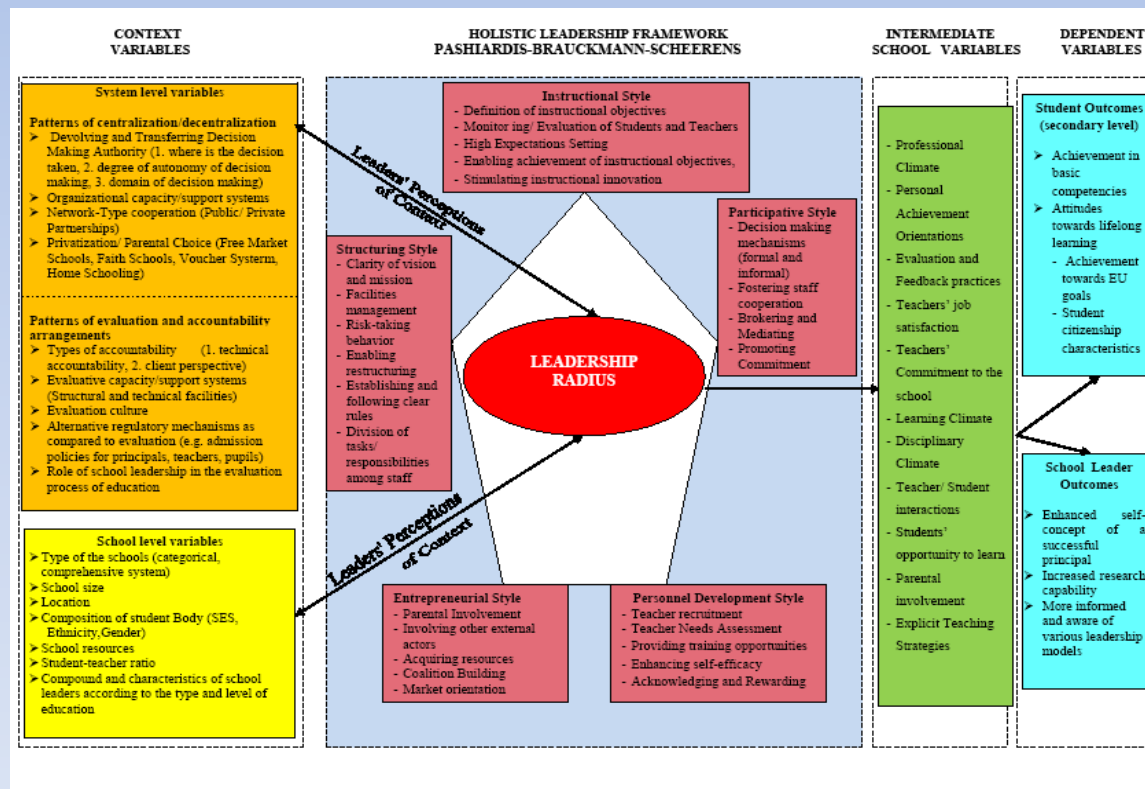 CONTEXT
VARIABLES
System level variables
Patterns of centralization/decentralization
➢ Devolving and Transferring Decision
Making Authority (1. where is the decision
taken, 2. degree of autonomy of decision
making, 3. domain of decision making)
➢ Organizational capacity/support systems
➢ Network-Type cooperation (Public/ Private
Partnerships)
➢ Privatization/ Parental Choice (Free Market
Schools, Faith Schools, Voucher Systerm,
Home Schooling)
Patterns of evaluation and accountability
arrangements
➢ Types of accountability (1. technical
accountability, 2. client perspective)
➢ Evaluative capacity/support systems
(Structural and technical facilities)
➢ Evaluation culture
➢ Alternative regulatory mechanisms as
compared to evaluation (e.g. admission
policies for principals, teachers, pupils)
➢ Role of school leadership in the evaluation
process of education
School level variables
➢ Type of the schools (categorical,
comprehensive system)
➢ School size
➢ Location
➢ Composition of student Body (SES,
Ethnicity,Gender)
➢ School resources
➢ Student-teacher ratio
➢ Compound and characteristics of school
leaders according to the type and level of
education
HOLISTIC LEADERSHIP FRAMEWORK
PASHIARDIS-BRAUCKMANN-SCHEERENS
Instructional Style
- Definition of instructional objectives
- Monitor ing/ Evaluation of Students and Teachers
- High Expectations Setting
- Enabling achievement of instructional objectives,
- Stimulating instructional innovation
Leaders' Perceptions
of Context
Structuring Style
- Clarity of vision
and mission
- Facilities
management
- Risk-taking
behavior
- Enabling
restructuring
- Establishing and
following clear
rules
- Division of
tasks/
responsibilities
among staff
Participative Style
- Decision making
mechanisms
(formal and
informal)
- Fostering staff
cooperation
- Brokering and
Mediating
- Promoting
Commitment
LEADERSHIP
RADIUS
Leaders' Perceptions
of Context
Entrepreneurial Style
- Parental Involvement
- Involving other external
actors
- Acquiring resources
- Coalition Building
- Market orientation
Personnel Development Style
- Teacher recruitment
- Teacher Needs Assessment
- Providing training opportunities
- Enhancing self-efficacy
- Acknowledging and Rewarding
INTERMEDIATE
SCHOOL VARIABLES
- Professional
Climate
- Personal
Achievement
Orientations
- Evaluation and
Feedback practices
- Teachers' job
satisfaction
- Teachers'
Commitment to the
school
- Learning Climate
- Disciplinary
Climate
- Teacher/ Student
interactions
- Students'
opportunity to learn
- Parental
involvement
- Explicit Teaching
Strategies
DEPENDENT
VARIABLES
Student Outcomes
(secondary level)
➢ Achievement in
basic
competencies
➢ Attitudes
towards lifelong
learning
- Achievement
towards EU
goals
- Student
citizenship
characteristics
School Leader
Outcomes
➢ Enhanced self-
concept of a
successful
principal
➢ Increased research
capability
➢ More informed
and aware of
various leadership
models